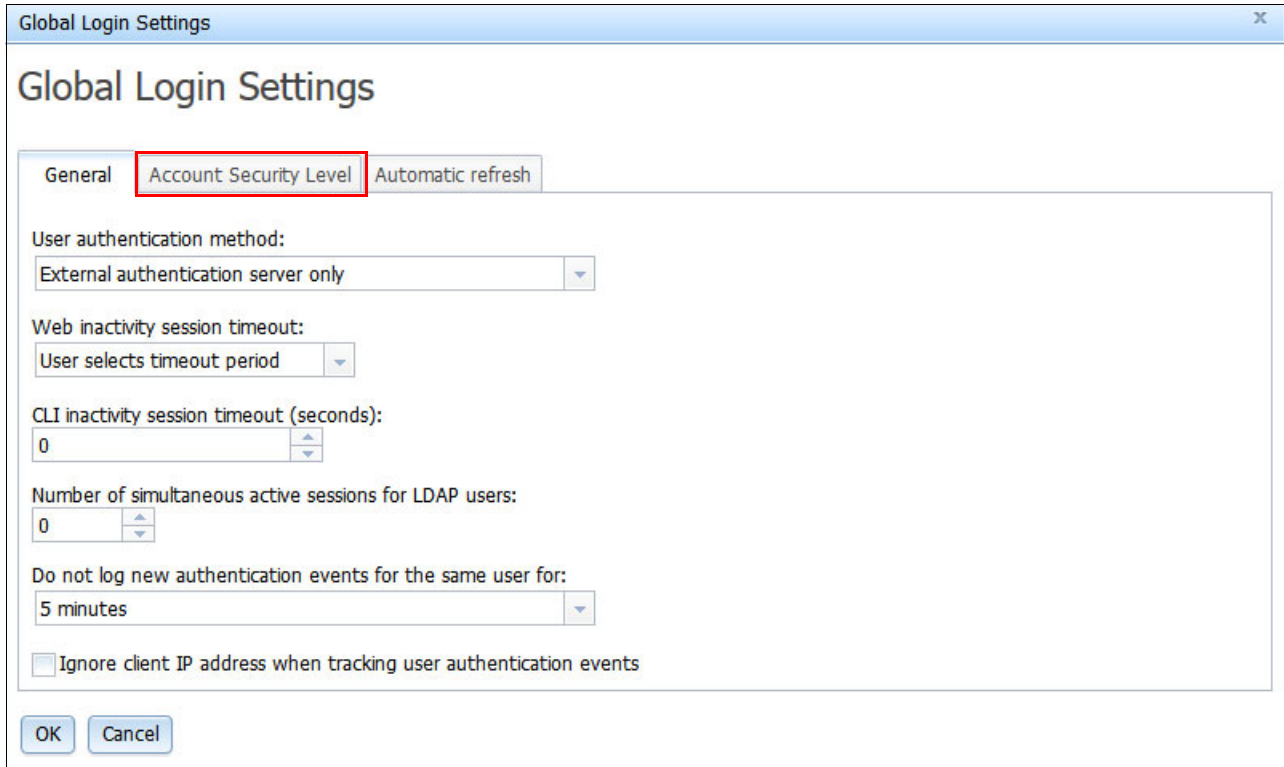 Global Login Settings x
Global Login Settings
General Account Security Level Automatic refresh
User authentication method:
External authentication server only
Web inactivity session timeout:
User selects timeout period
CLI inactivity session timeout (seconds):
0
Number of simultaneous active sessions for LDAP users:
0
Do not log new authentication events for the same user for:
5 minutes
Ignore client IP address when tracking user authentication events
OK Cancel